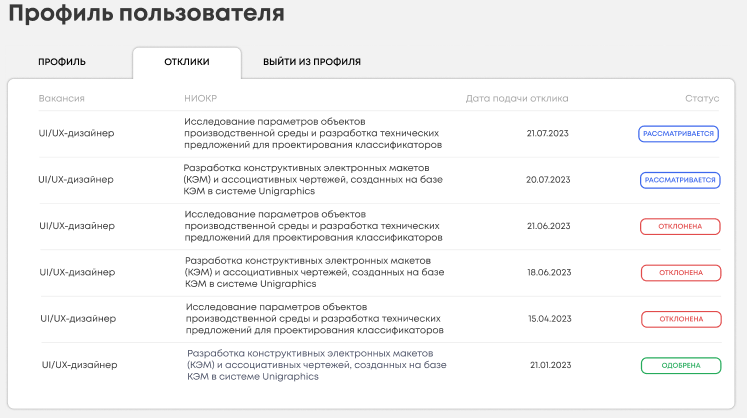 Профиль пользователя
ПРОФИЛЬ ОТКЛИКИ ВЫЙТИ ИЗ ПРОФИЛЯ
Вакансия НИОКР Дата подачи отклика Статус
Исследование параметров объектов
UI/UX-дизайнер производственной среды и разработка технических 21.07.2023 РАССМАТРИВАЕТСЯ
предложений для проектирования классификаторов
Разработка конструктивных электронных макетов
UI/UX-дизайнер (КЭМ) и ассоциативных чертежей, созданных на базе 20.07.2023 РАССМАТРИВАЕТСЯ
КЭМ в системе Unigraphics
Исследование параметров объектов
UI/UX-дизайнер производственной среды и разработка технических 21.06.2023 ОТКЛОНЕНА
предложений для проектирования классификаторов
Разработка конструктивных электронных макетов
UI/UX-дизайнер (КЭМ) и ассоциативных чертежей, созданных на базе 18.06.2023 ОТКЛОНЕНА
КЭМ в системе Unigraphics
Исследование параметров объектов
UI/UX-дизайнер производственной среды и разработка технических 15.04.2023 ОТКЛОНЕНА
предложений для проектирования классификаторов
Разработка конструктивных электронных макетов
UI/UX-дизайнер (КЭМ) и ассоциативных чертежей, созданных на базе 21.01.2023 ОДОБРЕНА
КЭМ в системе Unigraphics